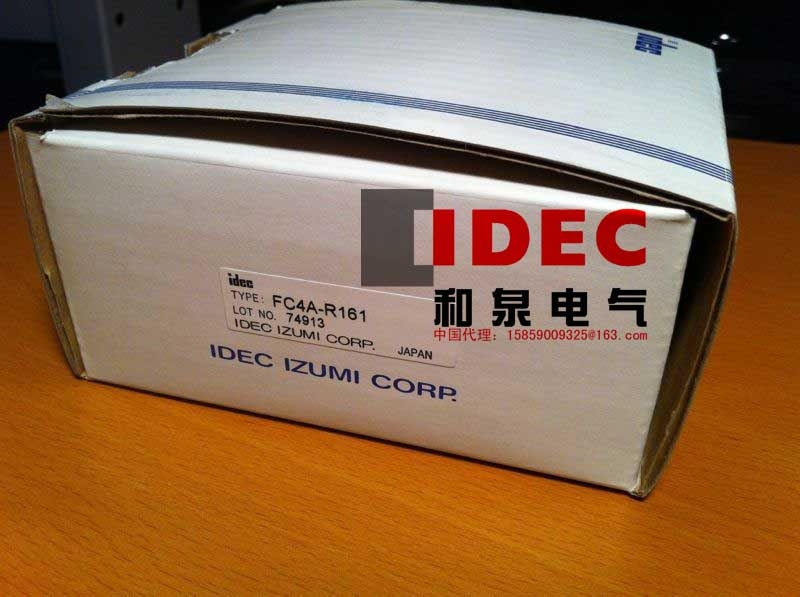 idec
IDEC
idec
TYPE: FC4A-R161
LOT NO. 74913
IDEC IZUMI CORP. JAPAN
和泉电气
中国代理：15859009325@163.com
IDEC IZUMI CORP.